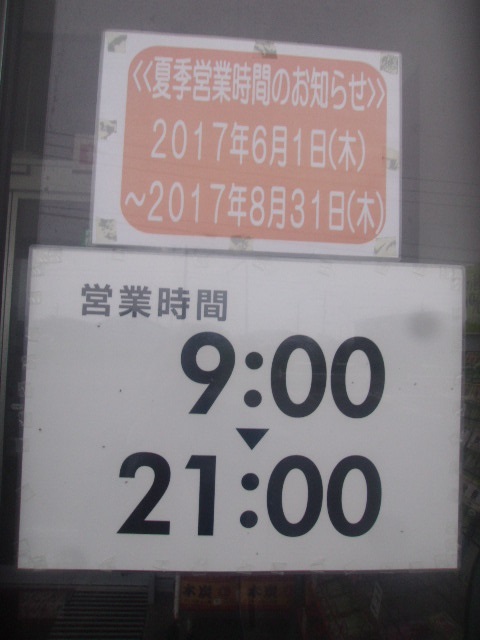 《夏季営業時間のお知らせ》
2017年6月1日(木)
~2017年8月31日(木)
営業時間
9:00
▼
21:00